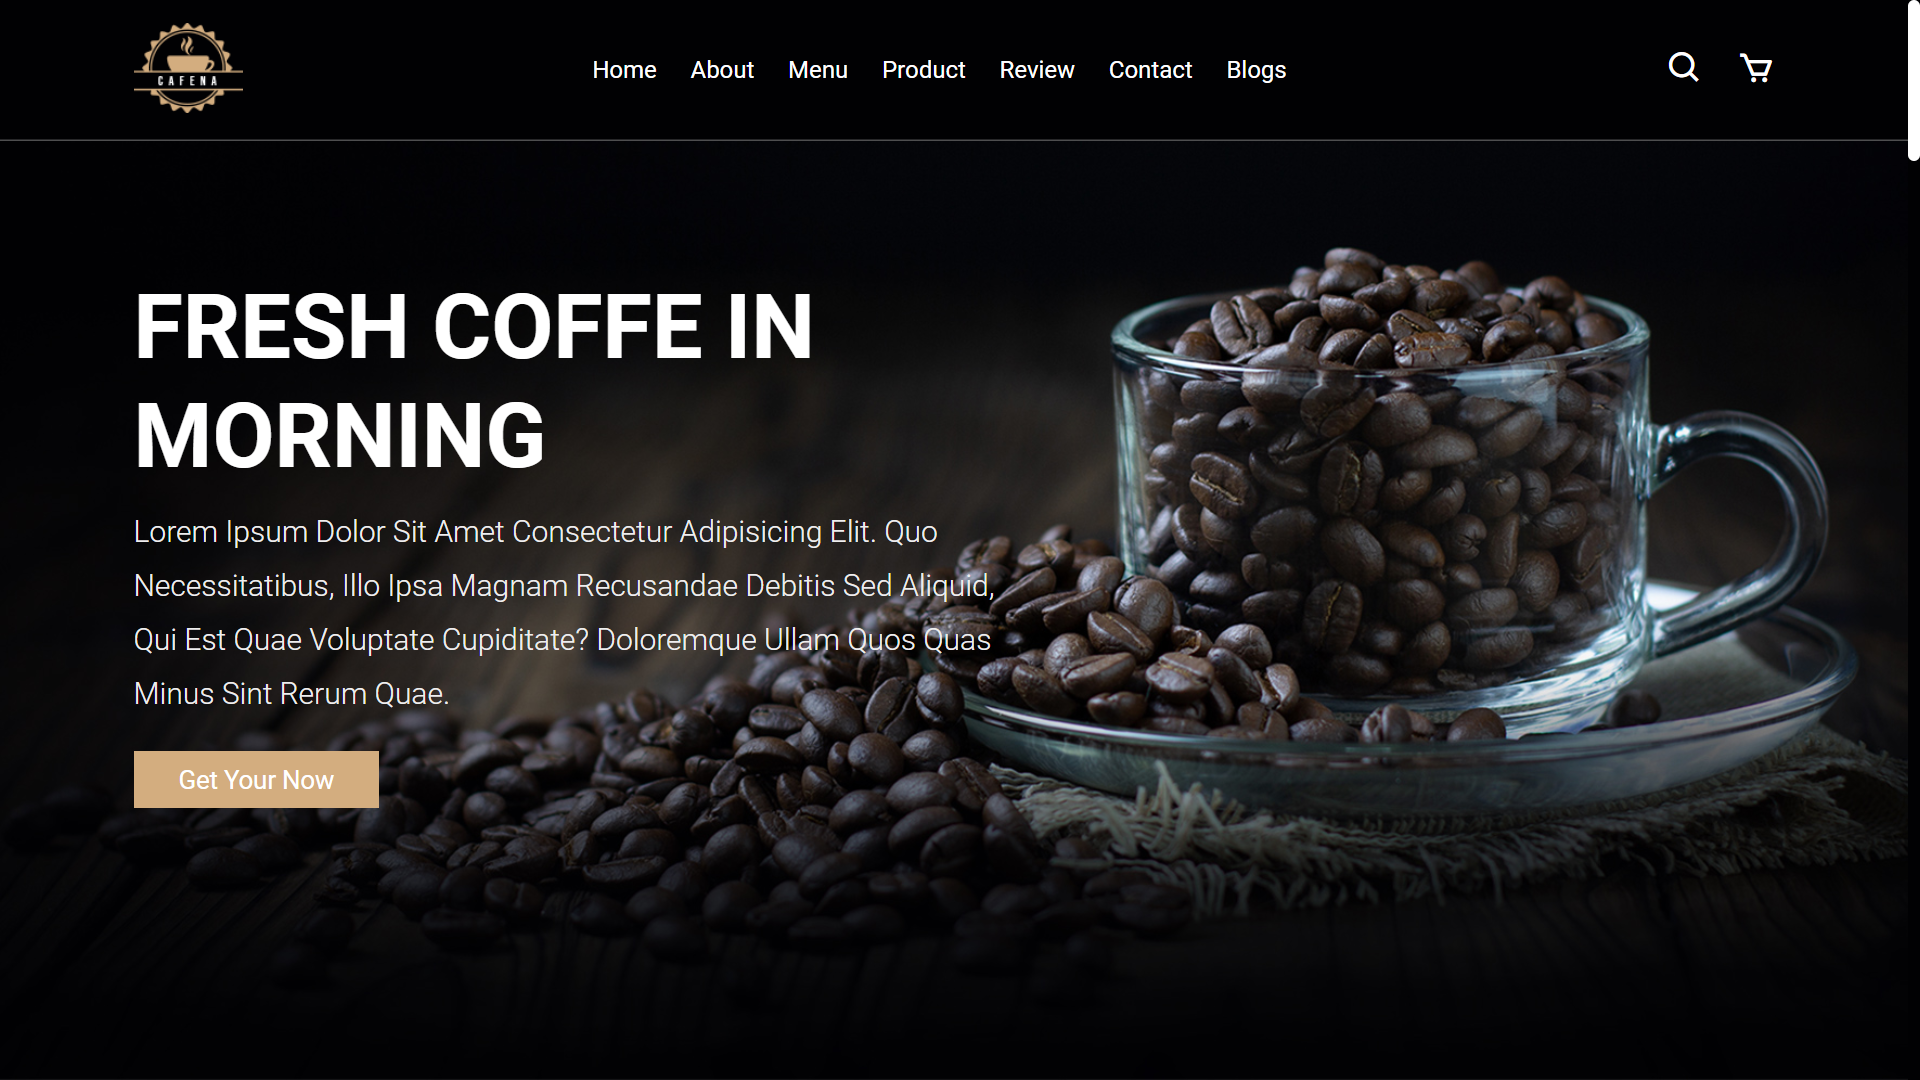 CAFENA
Home About Menu Product Review Contact Blogs
FRESH COFFE IN
MORNING
Lorem Ipsum Dolor Sit Amet Consectetur Adipisicing Elit. Quo
Necessitatibus, Illo Ipsa Magnam Recusandae Debitis Sed Aliquid,
Qui Est Quae Voluptate Cupiditate? Doloremque Ullam Quos Quas
Minus Sint Rerum Quae.
Get Your Now